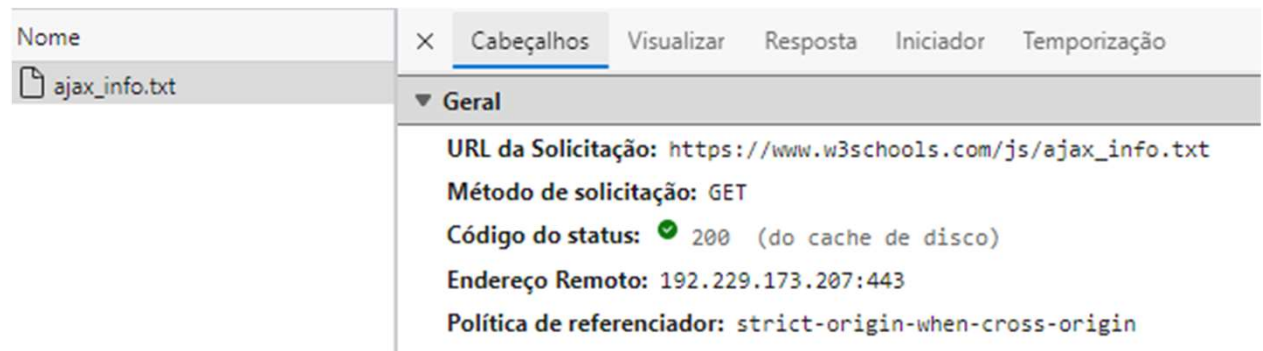 Nome
ajax_info.txt
Cabeçalhos Visualizar Resposta Iniciador Temporização
Geral
URL da Solicitação: https://www.w3schools.com/js/ajax_info.txt
Método de solicitação: GET
Código do status: 200 (do cache de disco)
Endereço Remoto: 192.229.173.207:443
Política de referenciador: strict-origin-when-cross-origin